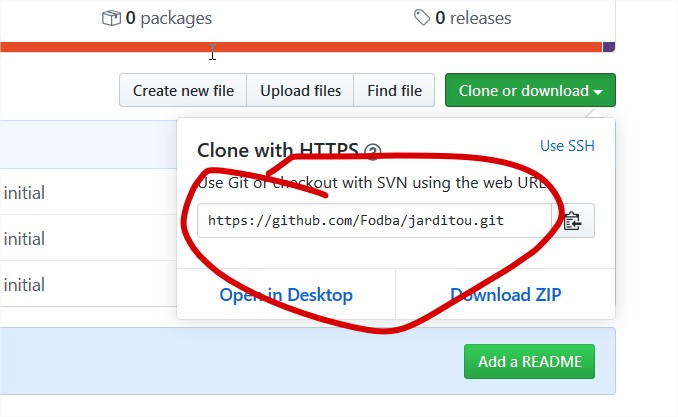 0 packages
0 releases
Create new file
Upload files
Find file
Clone or download
Clone with HTTPS ?
Use SSH
Use Git or checkout with SVN using the web URL.
https://github.com/Fodba/jarditou.git
Open in Desktop
Download ZIP
initial
initial
initial
Add a README